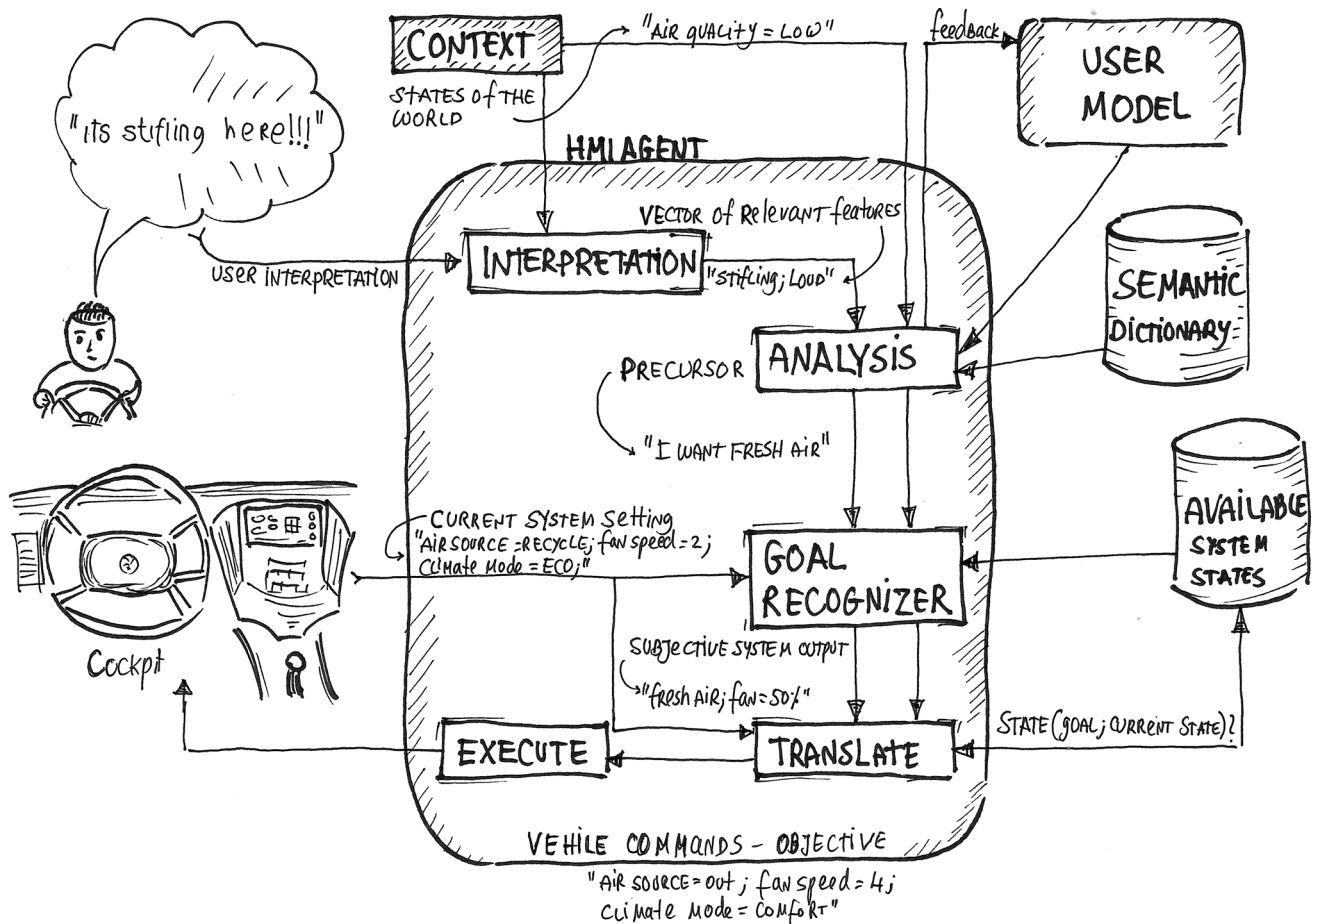 "AIR QUALITY = LOW"
feedback
CONTEXT
USER
MODEL
STATES OF THE
WORLD
"its stifling here!!!"
HMI AGENT
VECTOR of RELEVANT features
INTERPRETATION
USER INTERPRETATION
"stifling; LOUD"
SEMANTIC
DICTIONARY
ANALYSIS
PRECURSOR
"I WANT FRESH AIR"
AVAILABLE
SYSTEM
STATES
CURRENT SYSTEM Setting
"AIR SOURCE = RECYCLE; fan speed = 2;
CLIMATE MODE = ECO;"
GOAL
RECOGNIZER
Cockpit
SUBJECTIVE SYSTEM OUTPUT
"fresh AIR; fan = 50%"
STATE (GOAL; CURRENT STATE)?
EXECUTE
TRANSLATE
VEHILE COMMANDS - OBJECTIVE
"AIR SOURCE = OUT; fan speed = 4;
CLIMATE MODE = COMFORT"